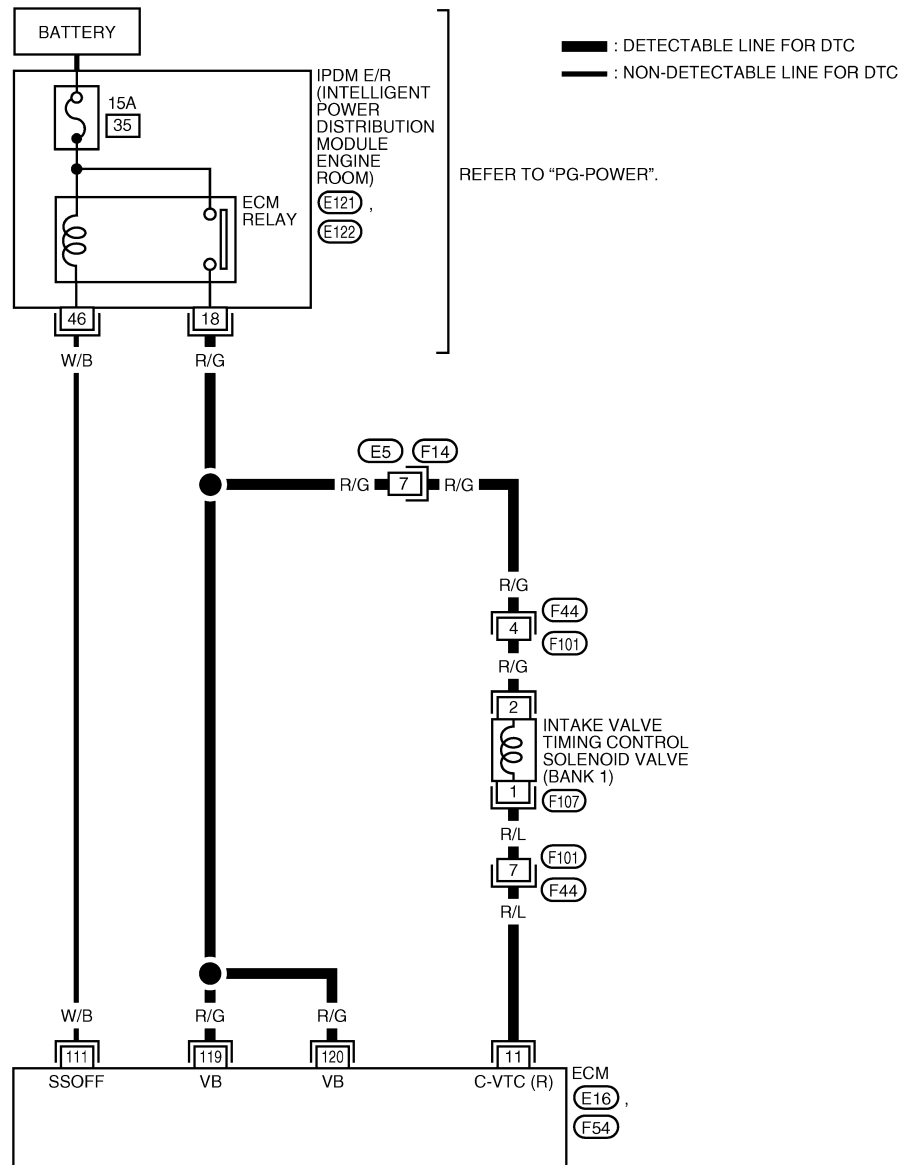 BATTERY
: DETECTABLE LINE FOR DTC
: NON-DETECTABLE LINE FOR DTC
IPDM E/R
(INTELLIGENT
POWER
DISTRIBUTION
MODULE
ENGINE
ROOM)
E121 ,
E122
15A
35
ECM
RELAY
REFER TO “PG-POWER”.
46
18
W/B
R/G
E5
F14
R/G
7
R/G
R/G
4
F44
F101
R/G
2
INTAKE VALVE
TIMING CONTROL
SOLENOID VALVE
(BANK 1)
1
F107
R/L
7
F101
F44
R/L
W/B
R/G
R/G
111
119
120
11
SSOFF
VB
VB
C-VTC (R)
ECM
E16 ,
F54